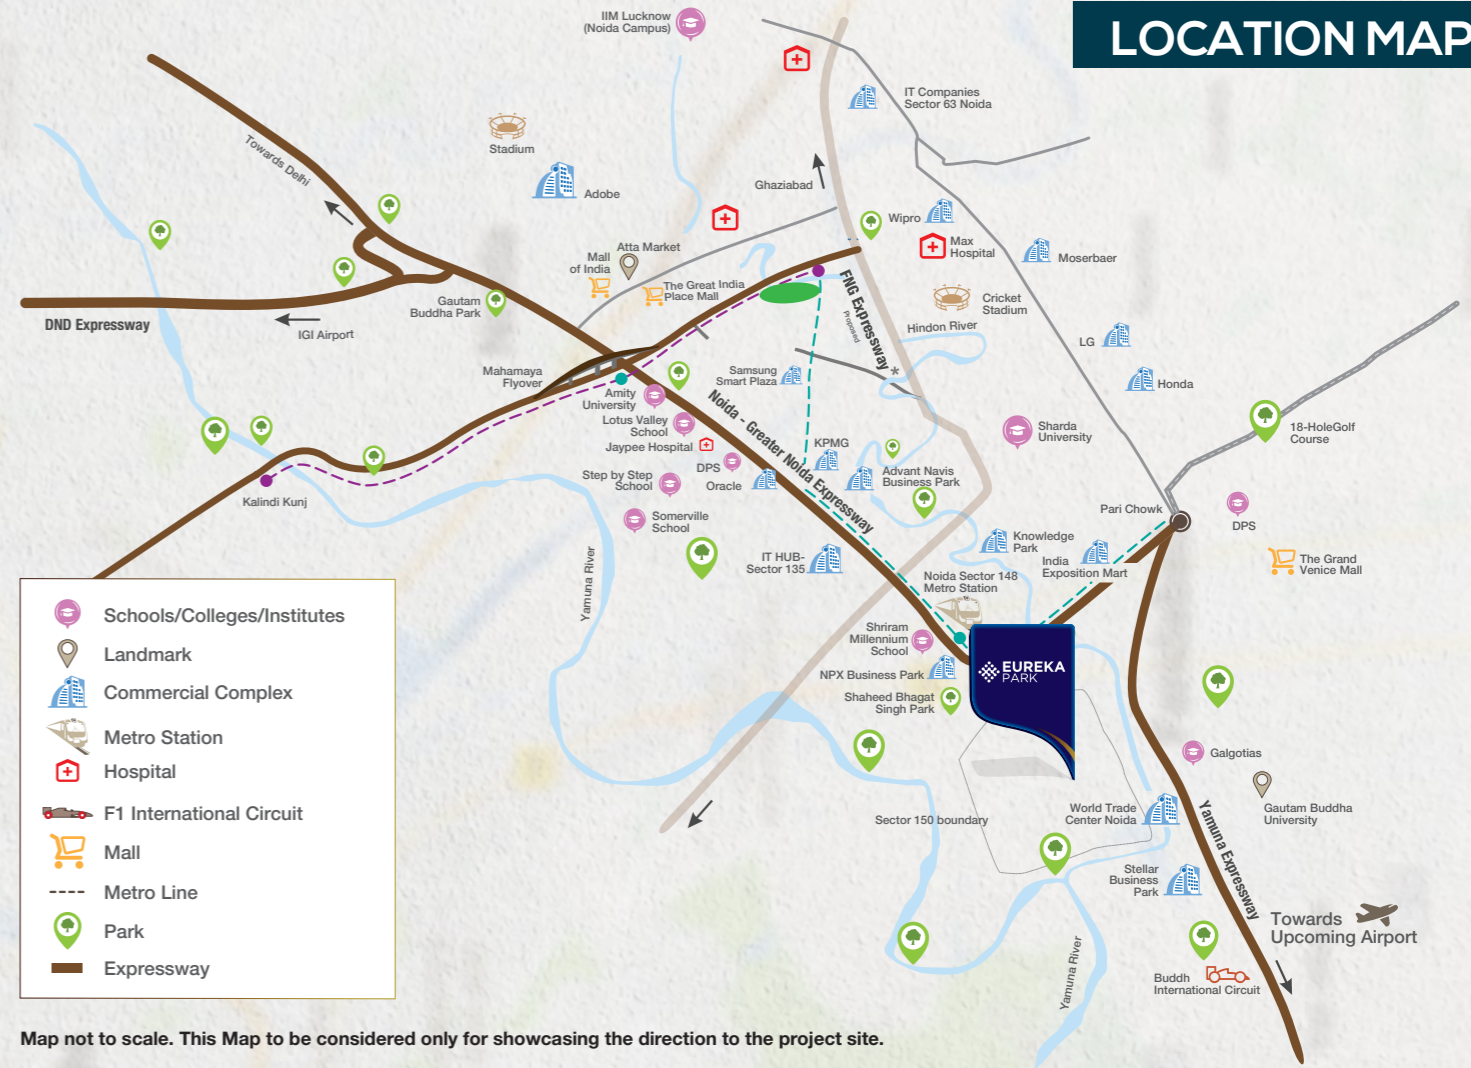 LOCATION MAP
IIM Lucknow
(Noida Campus)
IT Companies
Sector 63 Noida
Stadium
Adobe
Towards Delhi
Ghaziabad
Wipro
Max
Hospital
Moserbaer
Atta Market
Mall
of India
The Great India
Place Mall
Gautam
Buddha Park
DND Expressway
IGI Airport
FNG Expressway
Proposed
*
Cricket
Stadium
Hindon River
LG
Honda
Mahamaya
Flyover
Samsung
Smart Plaza
Amity
University
Lotus Valley
School
Jaypee Hospital
DPS
Step by Step
School
Oracle
Somerville
School
Noida - Greater Noida Expressway
KPMG
Advant Navis
Business Park
Sharda
University
18-HoleGolf
Course
Kalindi Kunj
Pari Chowk
DPS
The Grand
Venice Mall
Knowledge
Park
India
Exposition Mart
IT HUB-
Sector 135
Noida Sector 148
Metro Station
Yamuna River
Shriram
Millennium
School
NPX Business Park
Shaheed Bhagat
Singh Park
EUREKA
PARK
Galgotias
Gautam Buddha
University
World Trade
Center Noida
Sector 150 boundary
Stellar
Business
Park
Yamuna Expressway
Towards
Upcoming Airport
Buddh
International Circuit
Yamuna River
Schools/Colleges/Institutes
Landmark
Commercial Complex
Metro Station
Hospital
F1 International Circuit
Mall
Metro Line
Park
Expressway
Map not to scale. This Map to be considered only for showcasing the direction to the project site.